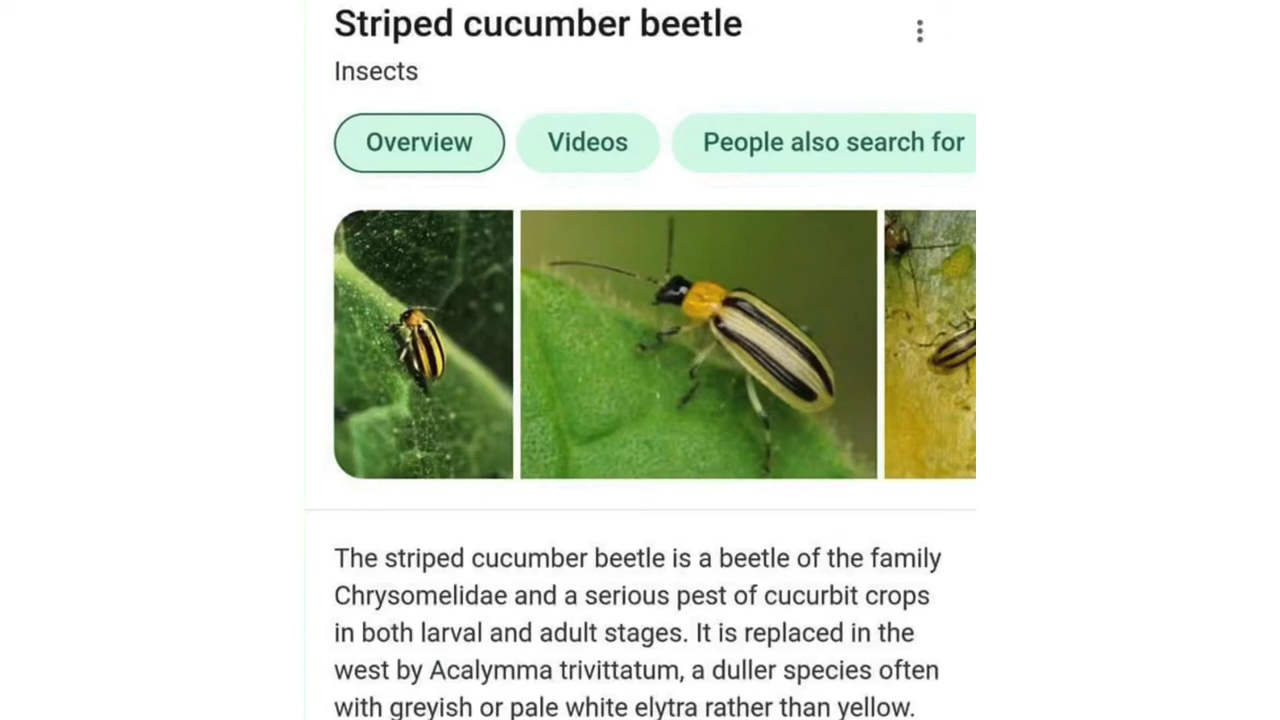 Striped cucumber beetle
Insects
Overview
Videos
People also search for
The striped cucumber beetle is a beetle of the family
Chrysomelidae and a serious pest of cucurbit crops
in both larval and adult stages. It is replaced in the
west by Acalymma trivittatum, a duller species often
with greyish or pale white elytra rather than yellow.